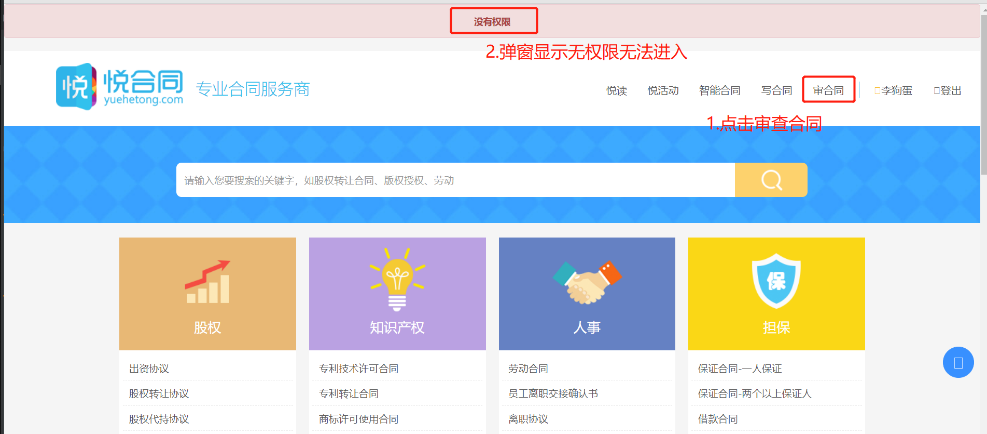 没有权限
2.弹窗显示无权限无法进入
悦 悦合同 yuehetong.com 专业合同服务商
悦读 悦活动 智能合同 写合同 审合同 李狗蛋 登出
1.点击审查合同
请输入您要搜索的关键字，如股权转让合同、版权授权、劳动
保
股权 知识产权 人事 担保
出资协议 专利技术许可合同 劳动合同 保证合同-一人保证
股权转让协议 专利转让合同 员工离职交接确认书 保证合同-两个以上保证人
股权代持协议 商标许可使用合同 离职协议 借款合同